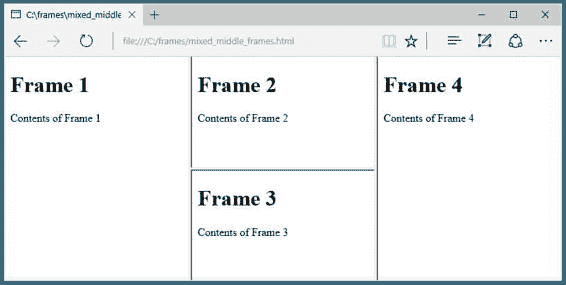 C:\frames\mixed_middle
file:///C:/frames/mixed_middle_frames.html
Frame 1
Contents of Frame 1
Frame 2
Contents of Frame 2
Frame 3
Contents of Frame 3
Frame 4
Contents of Frame 4